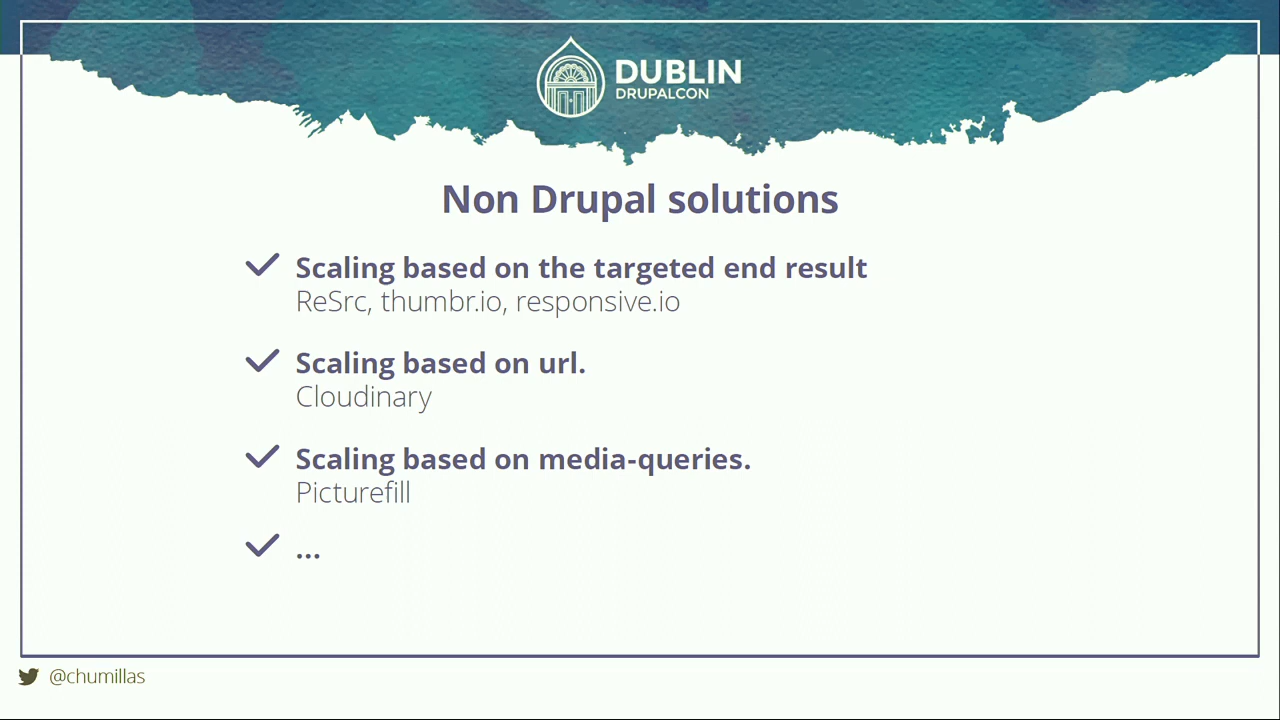 DUBLIN
DRUPALCON
Non Drupal solutions
Scaling based on the targeted end result
ReSrc, thumbr.io, responsive.io
Scaling based on url.
Cloudinary
Scaling based on media-queries.
Picturefill
...
@chumillas